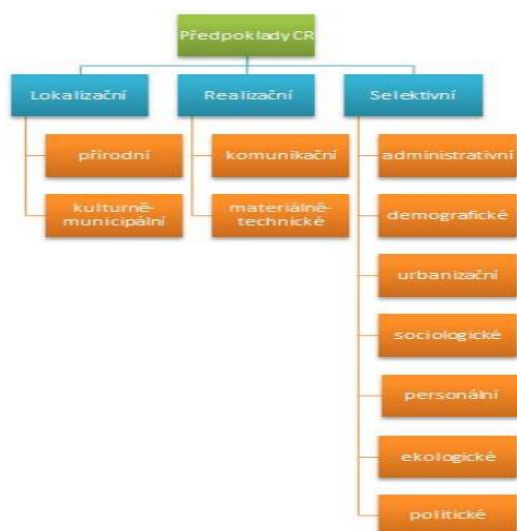 Předpoklady CR
Lokalizační
Realizační
Selektivní
přírodní
kulturně-
municipální
komunikační
materiálně-
technické
administrativní
demografické
urbanizační
sociologické
personální
ekologické
politické